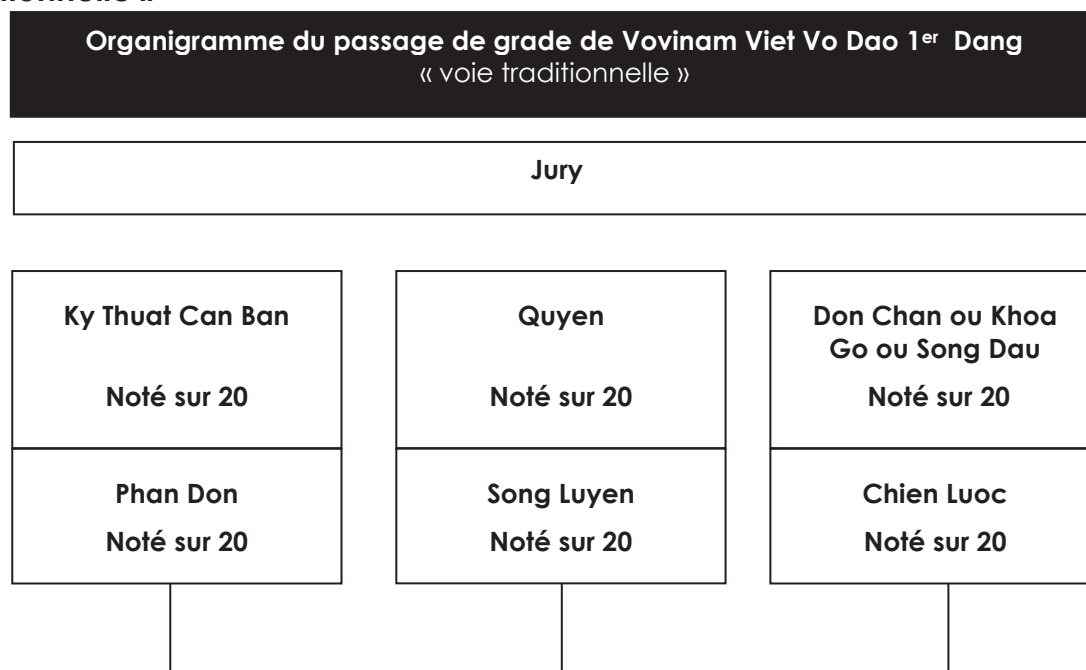 Organigramme du passage de grade de Vovinam Viet Vo Dao 1er Dang
« voie traditionnelle »
Jury
Ky Thuat Can Ban
Noté sur 20
Quyen
Noté sur 20
Don Chan ou Khoa
Go ou Song Dau
Noté sur 20
Phan Don
Noté sur 20
Song Luyen
Noté sur 20
Chien Luoc
Noté sur 20